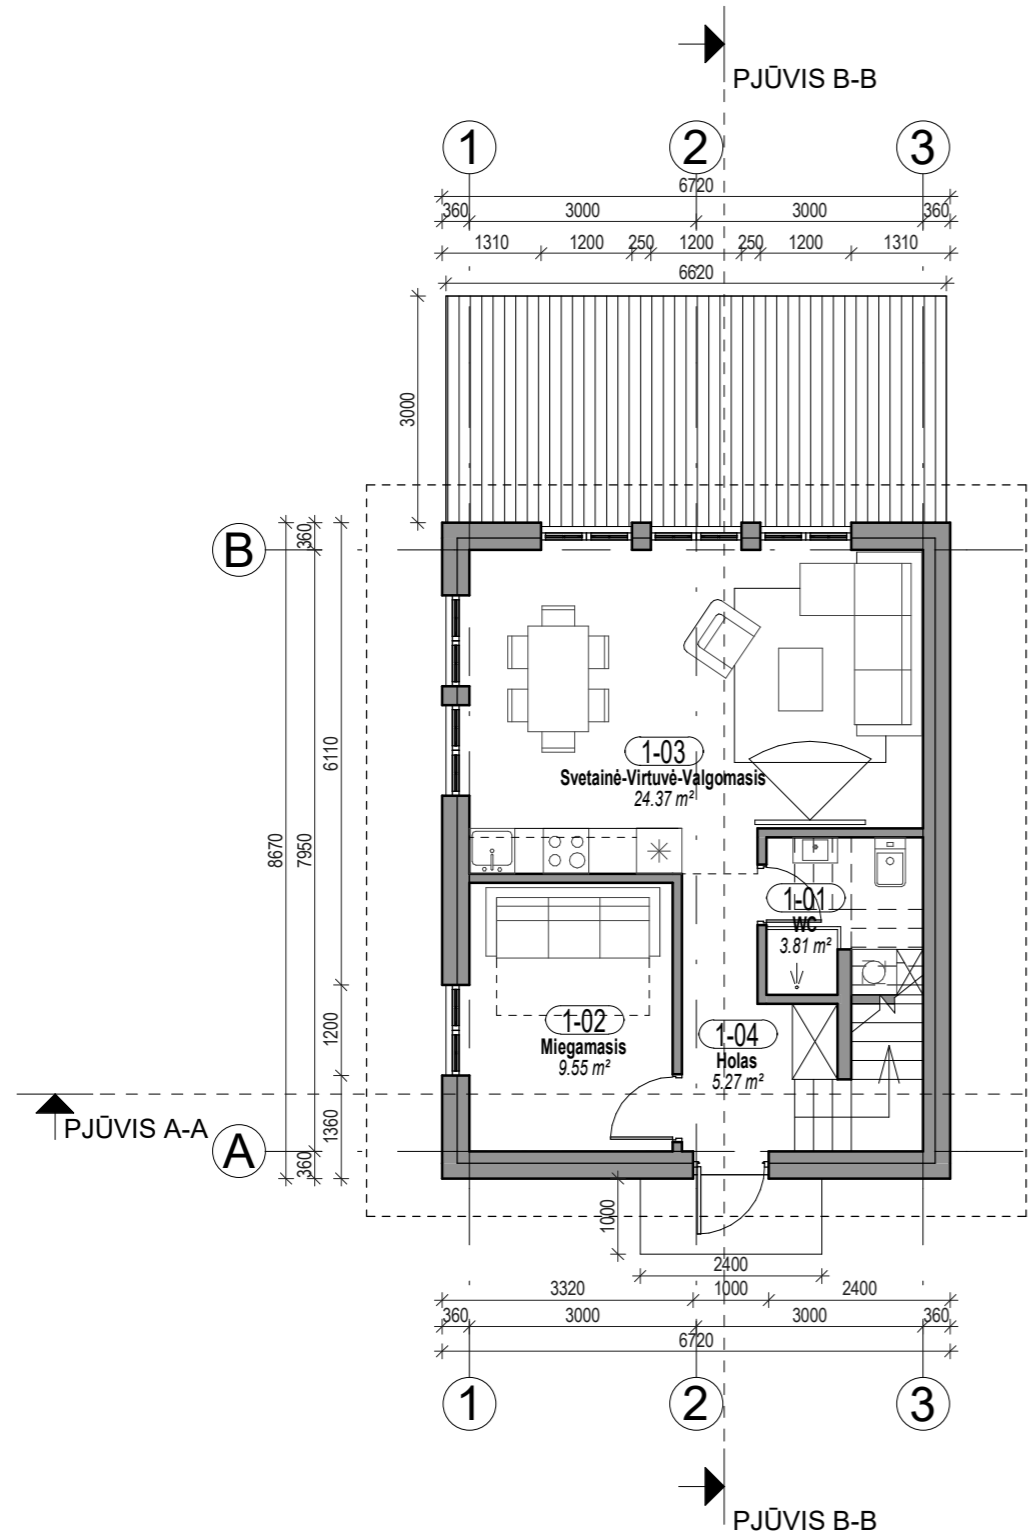 PJŪVIS B-B
1 2 3
6720
360 3000 3000 360
1310 1200 250 1200 250 1200 1310
6620
3000
B
360
6110
8670
7950
1-03
Svetainė-Virtuvė-Valgomasis
24.37 m²
1-01
WC
3.81 m²
1-02
Miegamasis
9.55 m²
1-04
Holas
5.27 m²
1200
1360
PJŪVIS A-A
A
360
1000
2400
3320 1000 2400
360 3000 3000 360
6720
1 2 3
PJŪVIS B-B